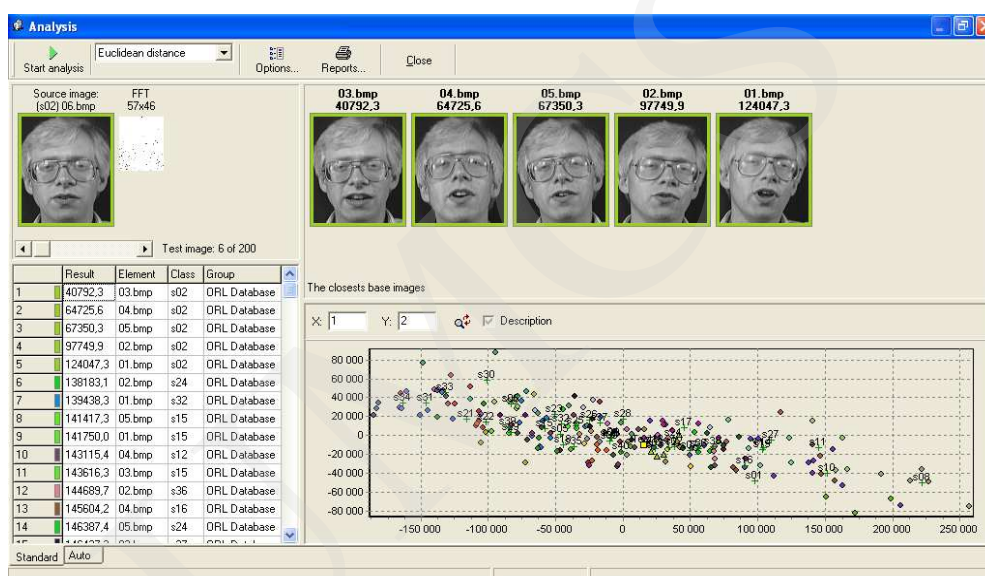 Analysis
Start analysis Euclidean distance Options... Reports... Close
Source image: FFT
(s02) 06.bmp 57x46
03.bmp 04.bmp 05.bmp 02.bmp 01.bmp
40792,3 64725,6 67350,3 97749,9 124047,3
Test image: 6 of 200
The closests base images
Result Element Class Group
1 40792,3 03.bmp s02 ORL Database
2 64725,6 04.bmp s02 ORL Database
3 67350,3 05.bmp s02 ORL Database
4 97749,9 02.bmp s02 ORL Database
5 124047,3 01.bmp s02 ORL Database
6 138183,1 02.bmp s24 ORL Database
7 139438,3 01.bmp s32 ORL Database
8 141417,3 05.bmp s15 ORL Database
9 141750,0 01.bmp s15 ORL Database
10 143115,4 04.bmp s12 ORL Database
11 143616,3 03.bmp s15 ORL Database
12 144689,7 02.bmp s36 ORL Database
13 145604,2 04.bmp s16 ORL Database
14 146387,4 05.bmp s24 ORL Database
X: 1 Y: 2 Description
80 000
60 000
40 000
20 000
0
-20 000
-40 000
-60 000
-80 000
s30
s33
s34 s31
s21 s22
s23
s26
s28
s17
s27
s11
s10
s08
s01
-150 000 -100 000 -50 000 0 50 000 100 000 150 000 200 000 250 000
Standard Auto